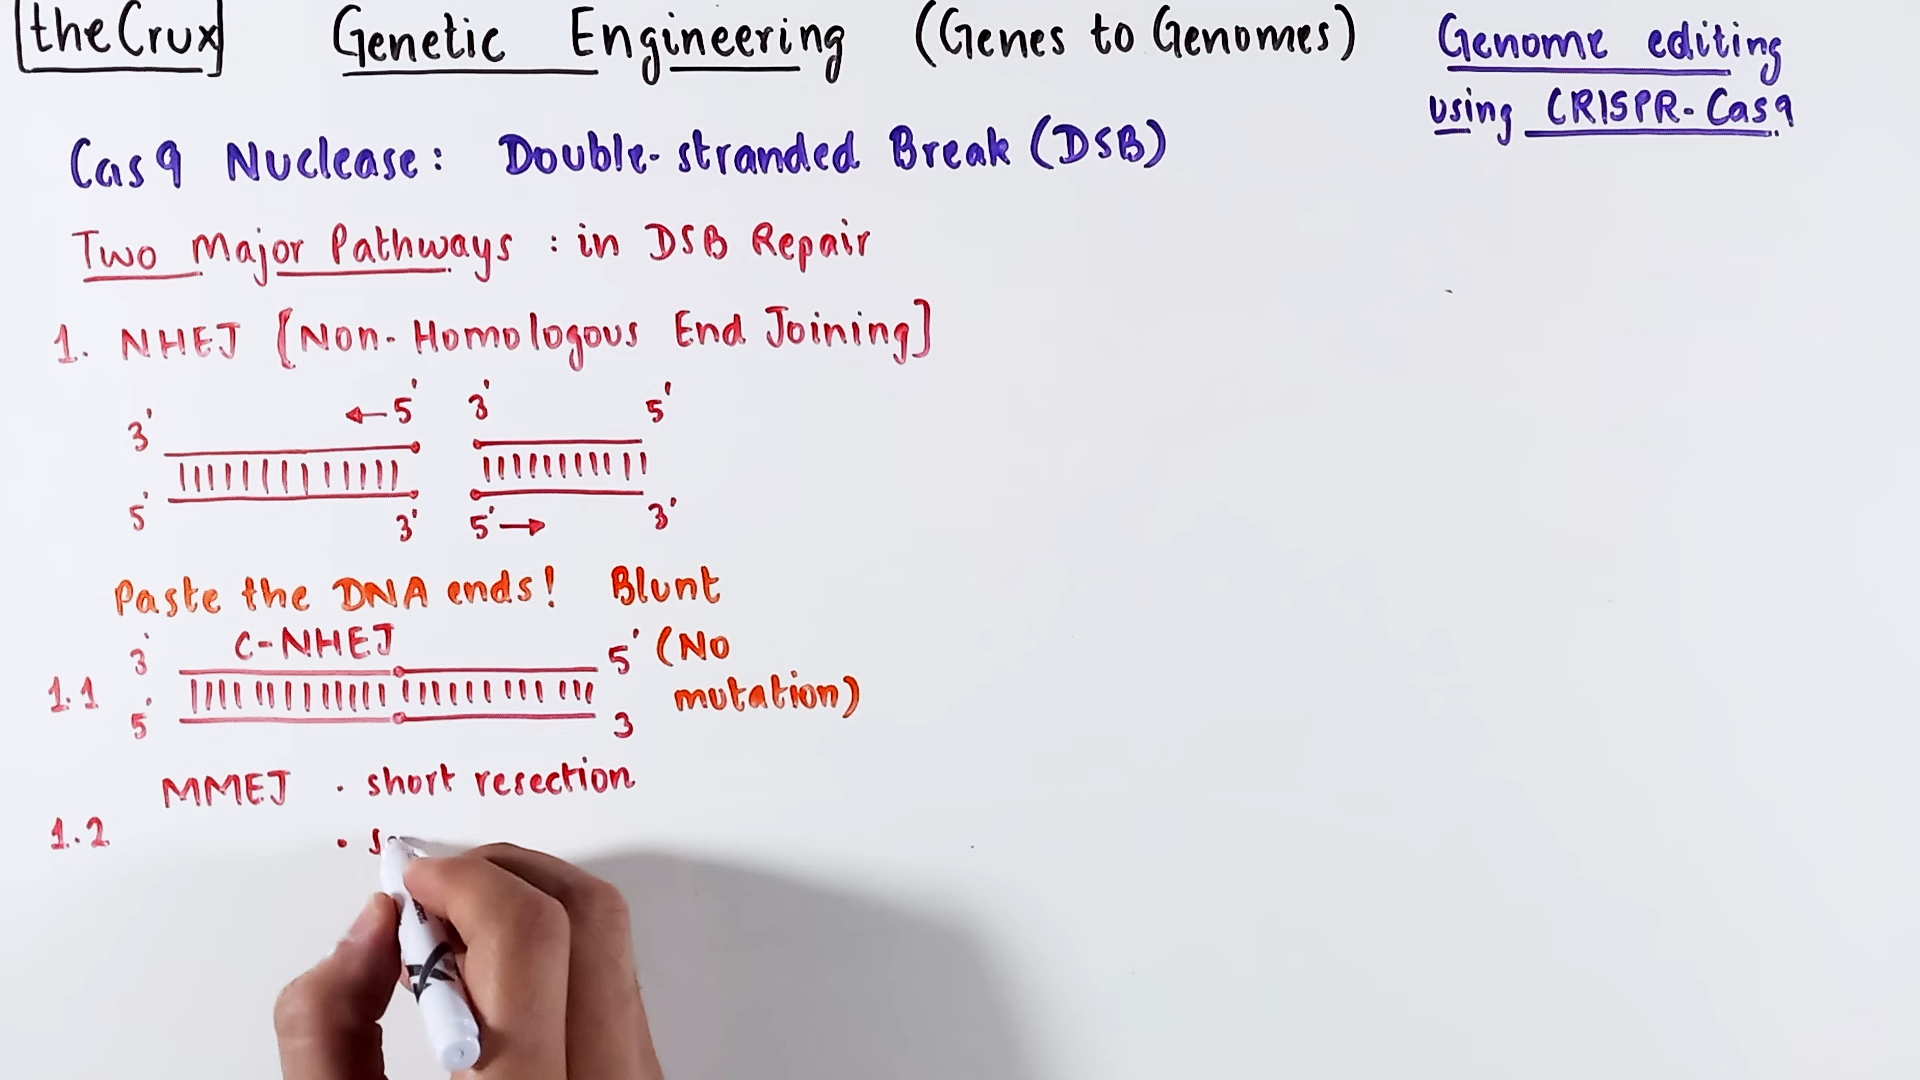 theCrux
Genetic Engineering (Genes to Genomes)
Genome editing
using CRISPR-Cas9
Cas9 Nuclease: Double-stranded Break (DSB)
Two Major Pathways : in DSB Repair
1. NHEJ [Non-Homologous End Joining]
3' ←5' 3' 5'
5' 3' 5'→ 3'
Paste the DNA ends! Blunt
C-NHEJ
3' 5' (No
1.1 mutation)
5' 3
MMEJ . short resection
1.2 .